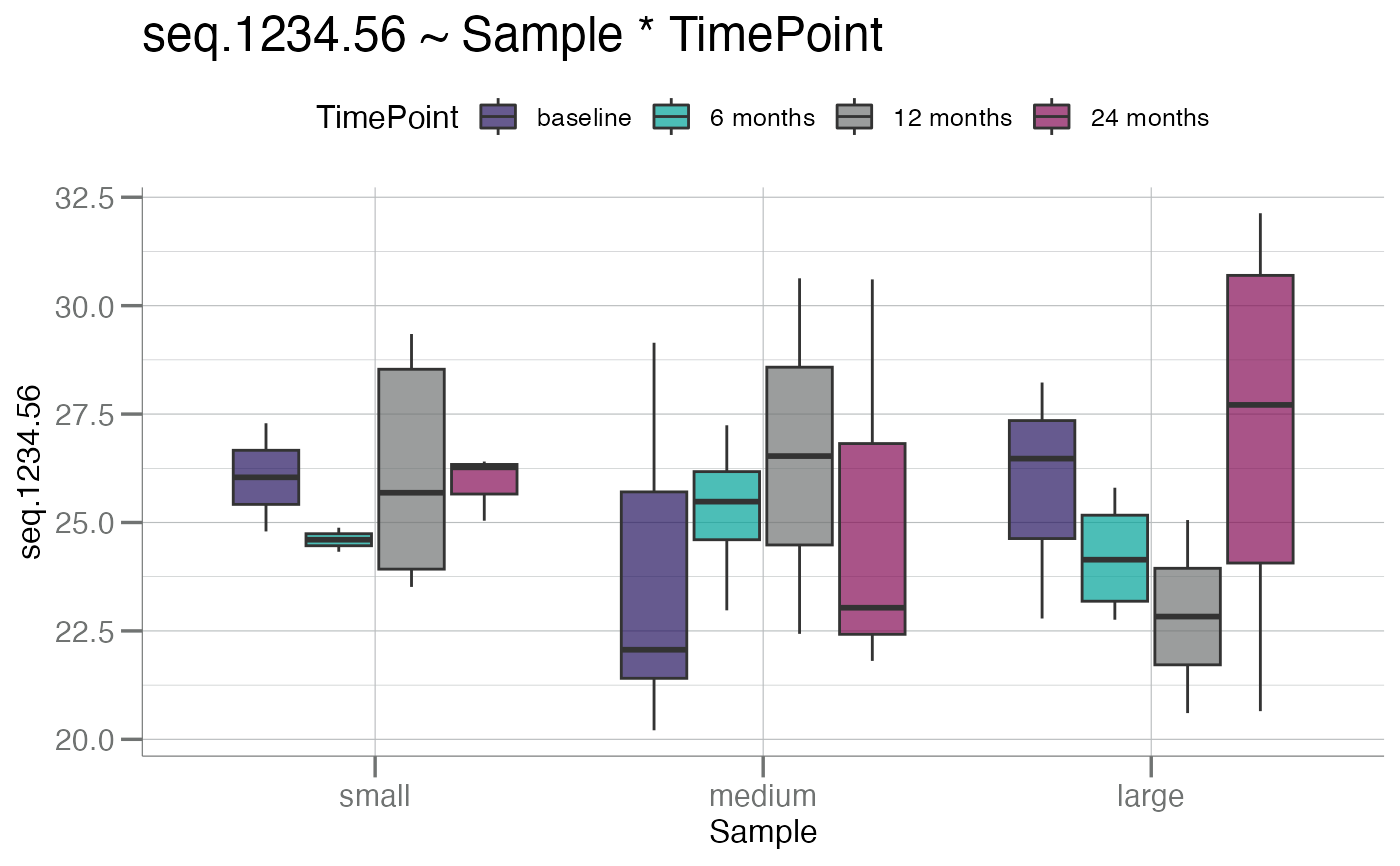 seq.1234.56 ~ Sample * TimePoint
TimePoint baseline 6 months 12 months 24 months
32.5
30.0
27.5
25.0
22.5
20.0
seq.1234.56
small medium large
Sample